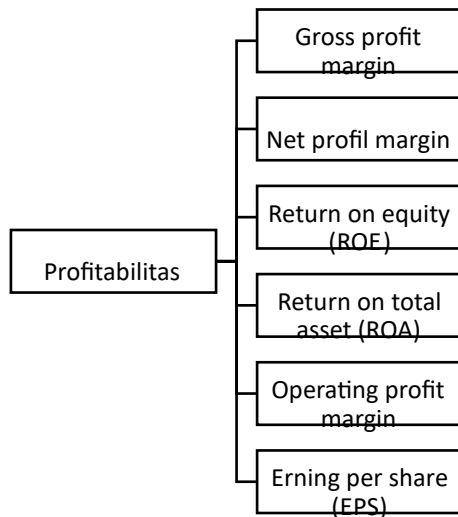 Gross profit
margin
Net profil margin
Return on equity
(ROE)
Profitabilitas
Return on total
asset (ROA)
Operating profit
margin
Erning per share
(EPS)